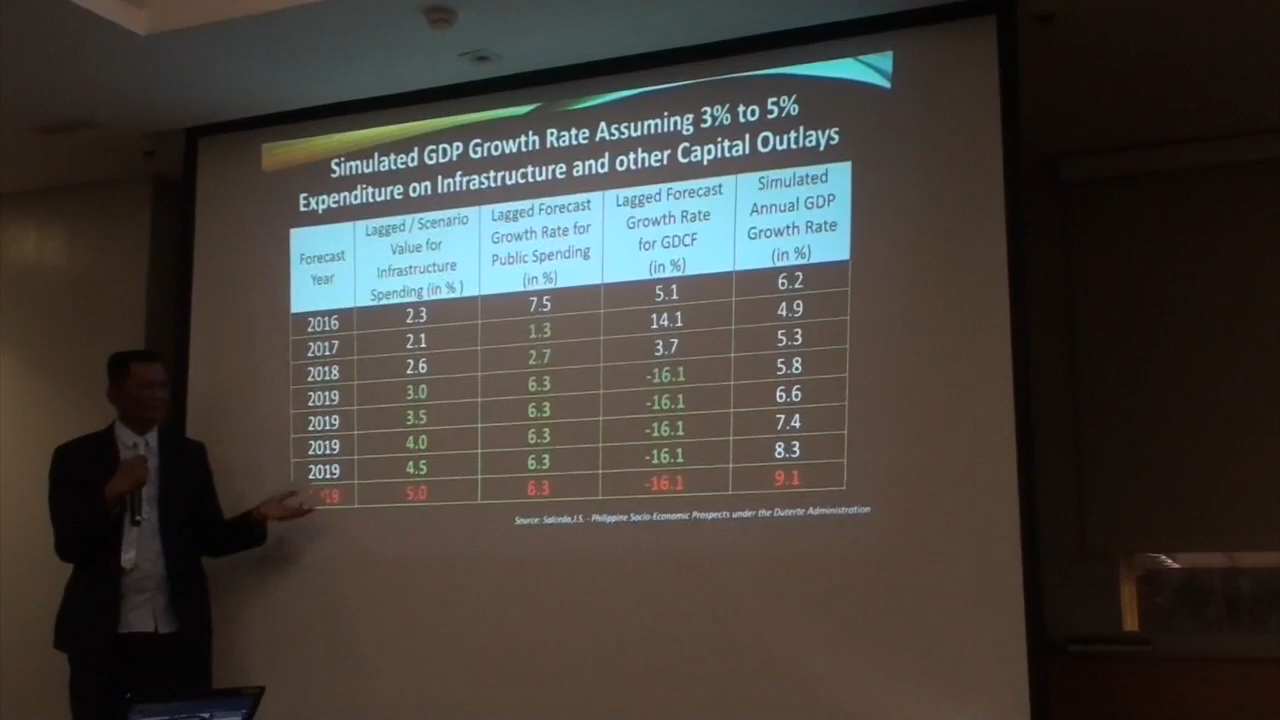 Simulated GDP Growth Rate Assuming 3% to 5%
Expenditure on Infrastructure and other Capital Outlays
Forecast Year | Lagged / Scenario Value for Infrastructure Spending (in % ) | Lagged Forecast Growth Rate for Public Spending (in %) | Lagged Forecast Growth Rate for GDCF (in %) | Simulated Annual GDP Growth Rate (in %)
2016 2.3 7.5 5.1 6.2
2017 2.1 1.3 14.1 4.9
2018 2.6 2.7 3.7 5.3
2019 3.0 6.3 -16.1 5.8
2019 3.5 6.3 -16.1 6.6
2019 4.0 6.3 -16.1 7.4
2019 4.5 6.3 -16.1 8.3
5.0 6.3 -16.1 9.1
Source: Salceda,J.S. - Philippine Socio-Economic Prospects under the Duterte Administration